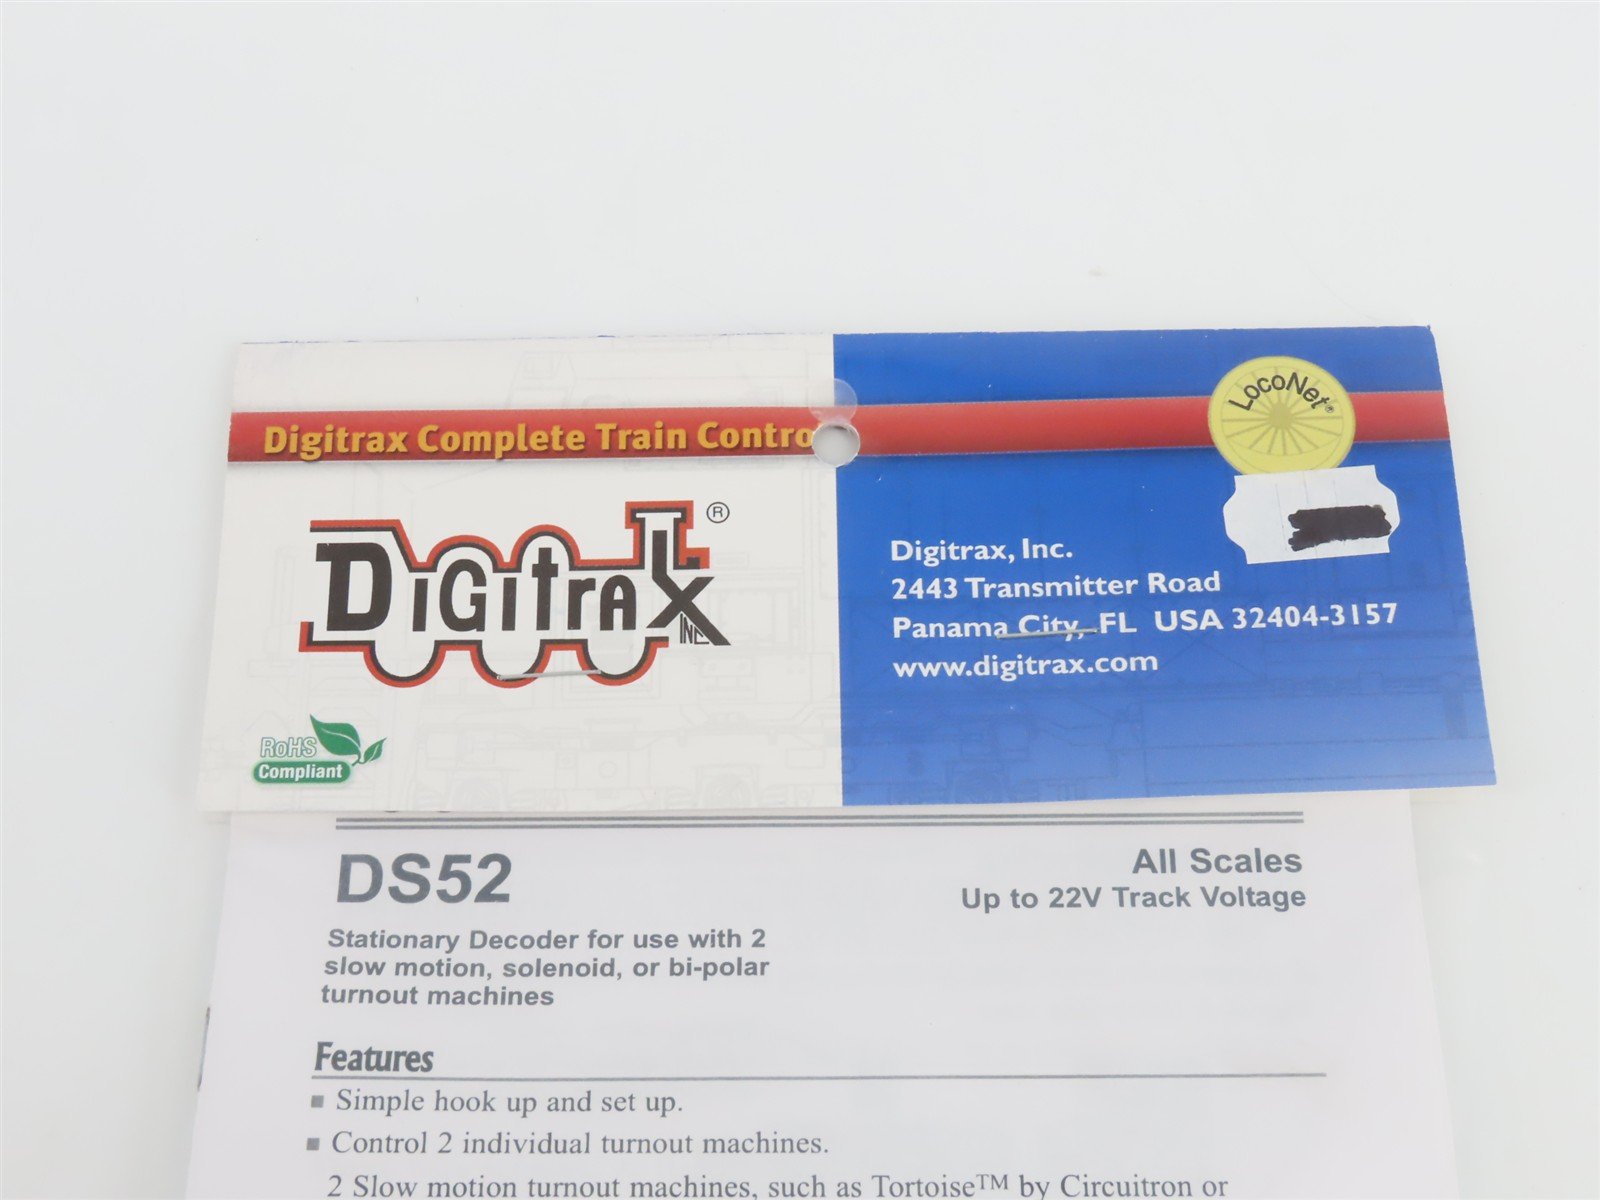 Digitrax Complete Train Contro
DIGITRAX ®
INC
RoHS
Compliant
LocoNet®
Digitrax, Inc.
2443 Transmitter Road
Panama City, FL USA 32404-3157
www.digitrax.com
DS52
All Scales
Up to 22V Track Voltage
Stationary Decoder for use with 2
slow motion, solenoid, or bi-polar
turnout machines
Features
■ Simple hook up and set up.
■ Control 2 individual turnout machines.
2 Slow motion turnout machines, such as Tortoise™ by Circuitron or